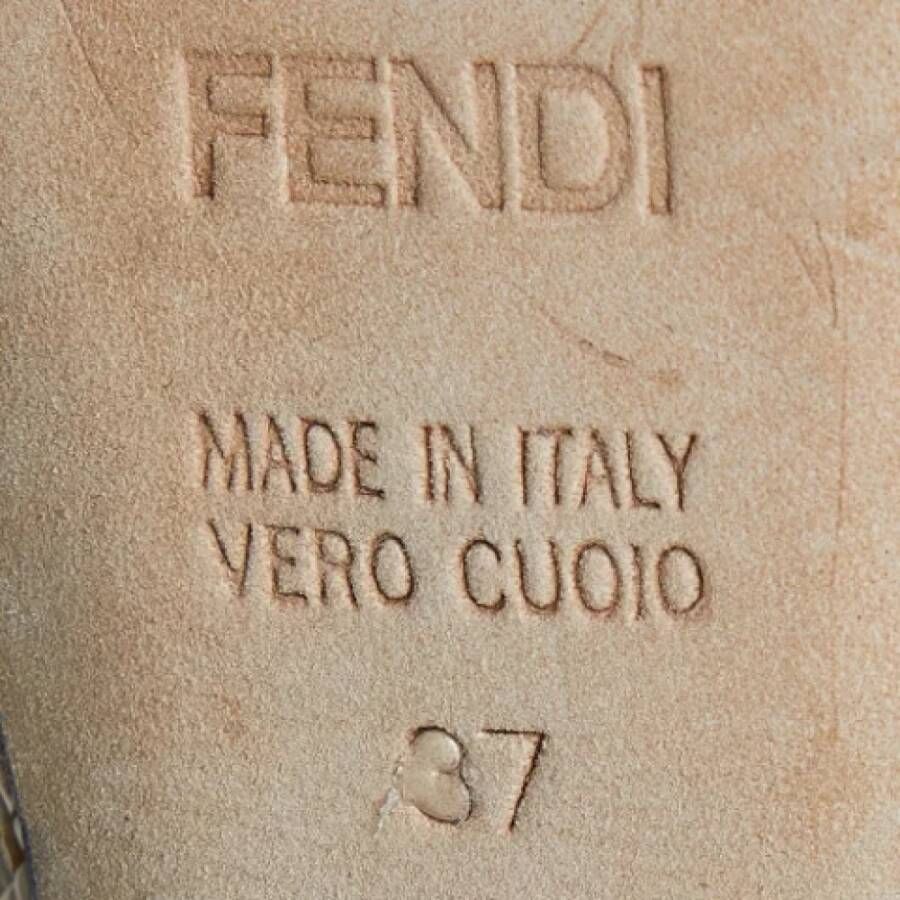 FENDI
MADE IN ITALY
VERO CUOIO
37